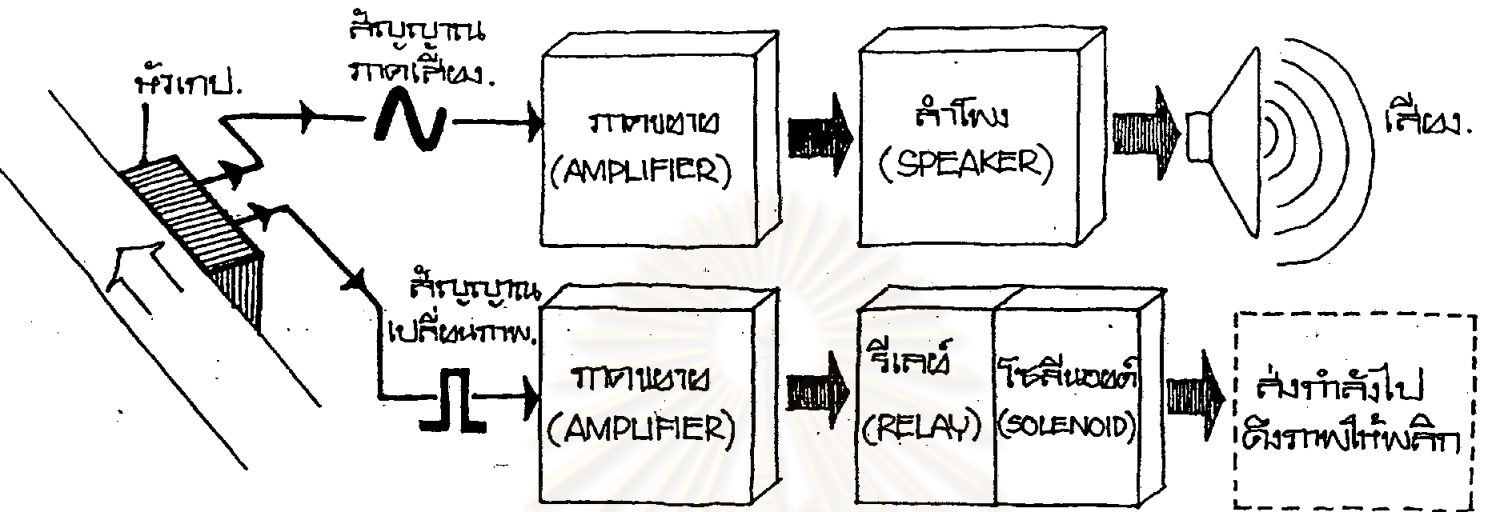 หัวเทป.
สัญญาณ
ภาคเสียง.
ภาคขยาย
(AMPLIFIER)
ลำโพง
(SPEAKER)
เสียง.
สัญญาณ
เปลี่ยนภาพ.
ภาคขยาย
(AMPLIFIER)
รีเลย์
(RELAY)
โซลีนอยด์
(SOLENOID)
ส่งกำลังไป
ดึงภาพให้พลิก